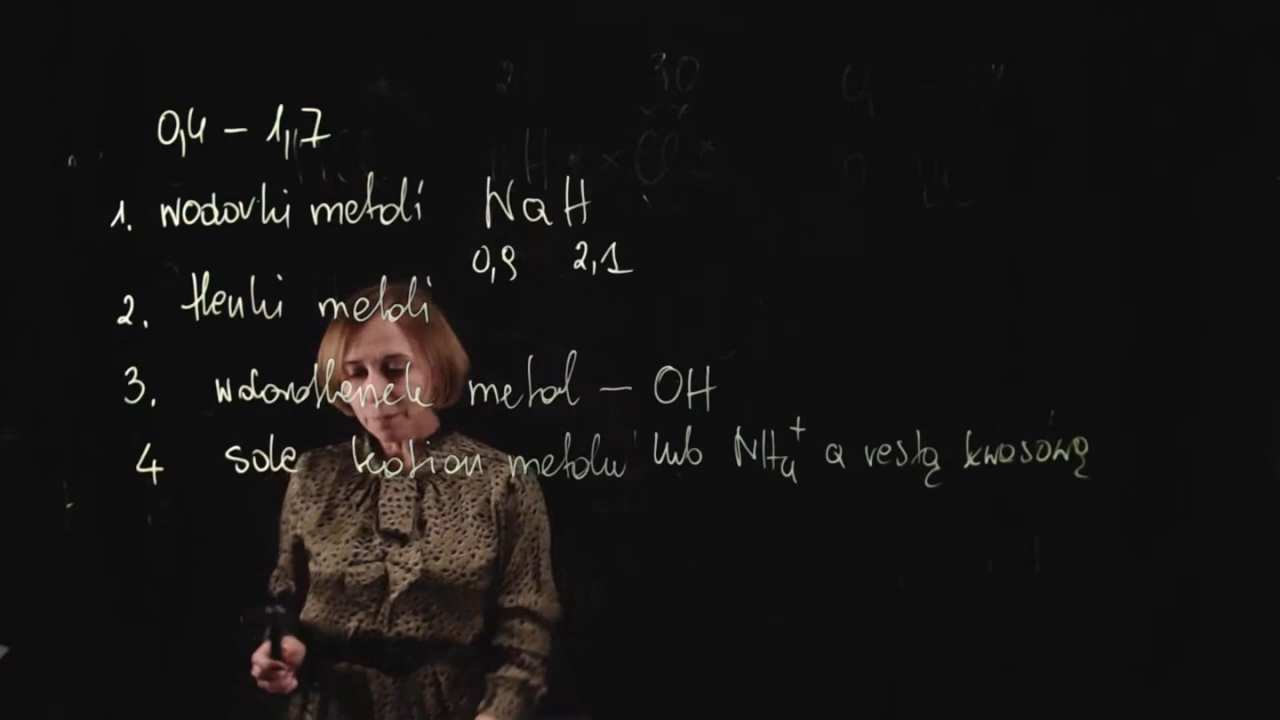 0,4 – 1,7
1. wodorki metali NaH
0,9 2,1
2. tlenki metali
3. wodorotlenek metal – OH
4 sole kation metalu lub NH₄⁺ a resztą kwasową